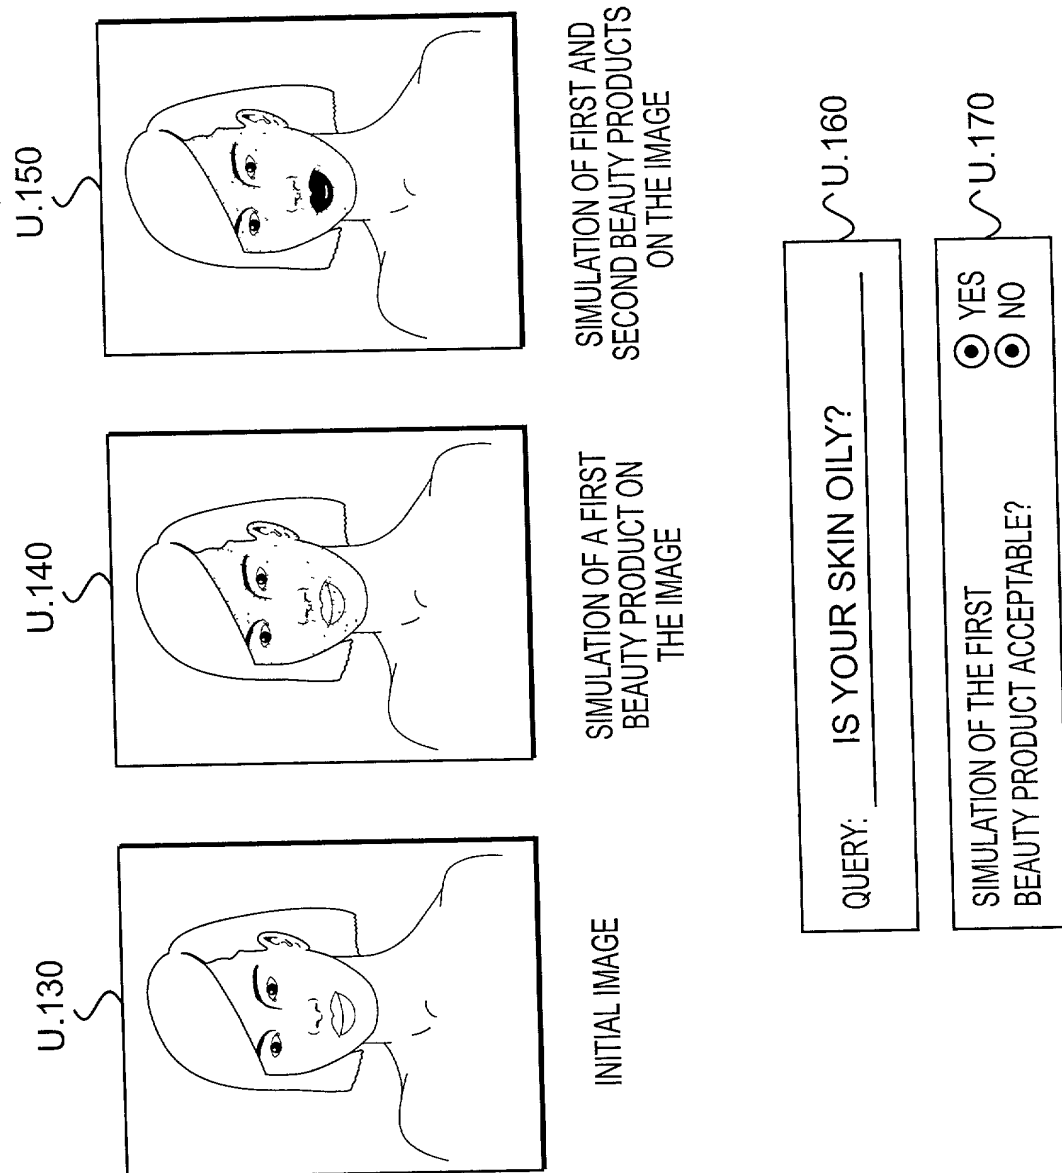 U.130
INITIAL IMAGE
U.140
SIMULATION OF A FIRST
BEAUTY PRODUCT ON
THE IMAGE
U.150
SIMULATION OF FIRST AND
SECOND BEAUTY PRODUCTS
ON THE IMAGE
QUERY: IS YOUR SKIN OILY?
U.160
SIMULATION OF THE FIRST
BEAUTY PRODUCT ACCEPTABLE?
YES
NO
U.170